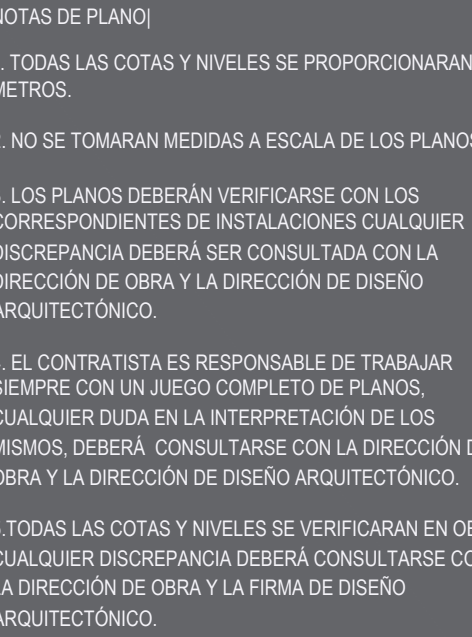 NOTAS DE PLANO|
. TODAS LAS COTAS Y NIVELES SE PROPORCIONARAN
METROS.
. NO SE TOMARAN MEDIDAS A ESCALA DE LOS PLANOS
. LOS PLANOS DEBERÁN VERIFICARSE CON LOS
CORRESPONDIENTES DE INSTALACIONES CUALQUIER
DISCREPANCIA DEBERÁ SER CONSULTADA CON LA
DIRECCIÓN DE OBRA Y LA DIRECCIÓN DE DISEÑO
ARQUITECTÓNICO.
. EL CONTRATISTA ES RESPONSABLE DE TRABAJAR
SIEMPRE CON UN JUEGO COMPLETO DE PLANOS,
CUALQUIER DUDA EN LA INTERPRETACIÓN DE LOS
MISMOS, DEBERÁ CONSULTARSE CON LA DIRECCIÓN D
OBRA Y LA DIRECCIÓN DE DISEÑO ARQUITECTÓNICO.
.TODAS LAS COTAS Y NIVELES SE VERIFICARAN EN OB
CUALQUIER DISCREPANCIA DEBERÁ CONSULTARSE CO
LA DIRECCIÓN DE OBRA Y LA FIRMA DE DISEÑO
ARQUITECTÓNICO.